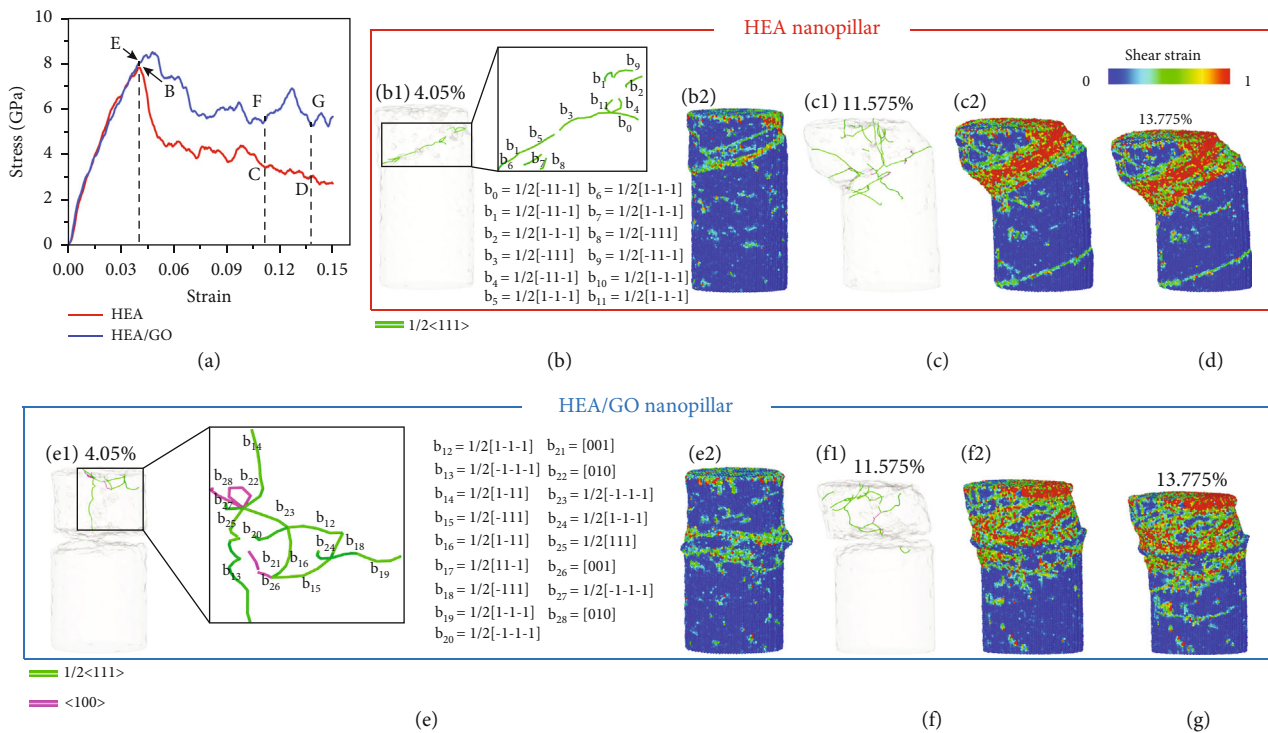 (a)
10
8
6
4
2
0
Stress (GPa)
E
B
F
G
C
D
0.00 0.03 0.06 0.09 0.12 0.15
Strain
HEA
HEA/GO
HEA nanopillar
(b1) 4.05%
b9
b1
b2
b11
b4
b3
b0
b5
b1
b6 b7 b8
b0 = 1/2[-11-1] b6 = 1/2[1-1-1]
b1 = 1/2[-11-1] b7 = 1/2[1-1-1]
b2 = 1/2[1-1-1] b8 = 1/2[-111]
b3 = 1/2[-111] b9 = 1/2[-11-1]
b4 = 1/2[-11-1] b10 = 1/2[1-1-1]
b5 = 1/2[1-1-1] b11 = 1/2[1-1-1]
1/2<111>
(b2)
(c1) 11.575%
(c2)
Shear strain
0 1
13.775%
(a) (b) (c) (d)
HEA/GO nanopillar
(e1) 4.05%
b14
b28 b22
b27
b23
b25
b20
b12
b21 b16 b24 b18
b13
b26 b15
b19
b12 = 1/2[1-1-1] b21 = [001]
b13 = 1/2[-1-1-1] b22 = [010]
b14 = 1/2[1-11] b23 = 1/2[-1-1-1]
b15 = 1/2[-111] b24 = 1/2[1-1-1]
b16 = 1/2[1-11] b25 = 1/2[111]
b17 = 1/2[11-1] b26 = [001]
b18 = 1/2[-111] b27 = 1/2[-1-1-1]
b19 = 1/2[1-1-1] b28 = [010]
b20 = 1/2[-1-1-1]
(e2)
(f1)
11.575%
(f2)
13.775%
1/2<111>
<100>
(e) (f) (g)